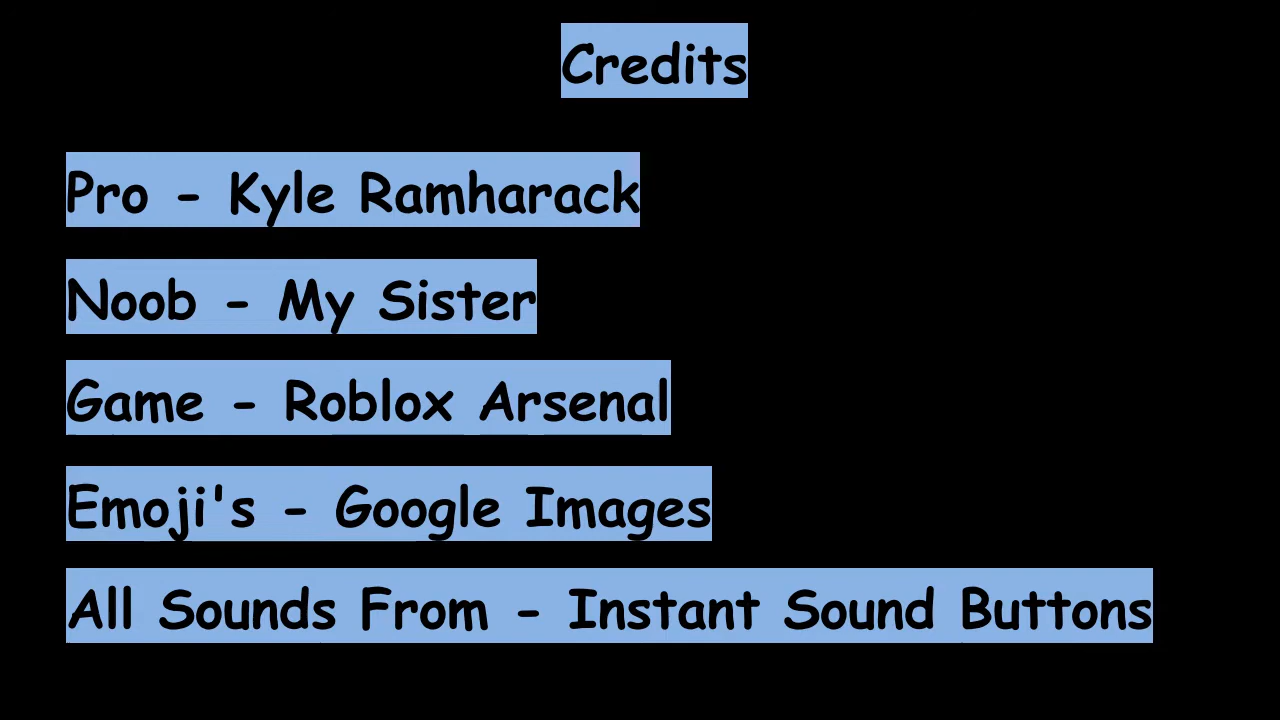 Credits
Pro - Kyle Ramharack
Noob - My Sister
Game - Roblox Arsenal
Emoji's - Google Images
All Sounds From - Instant Sound Buttons